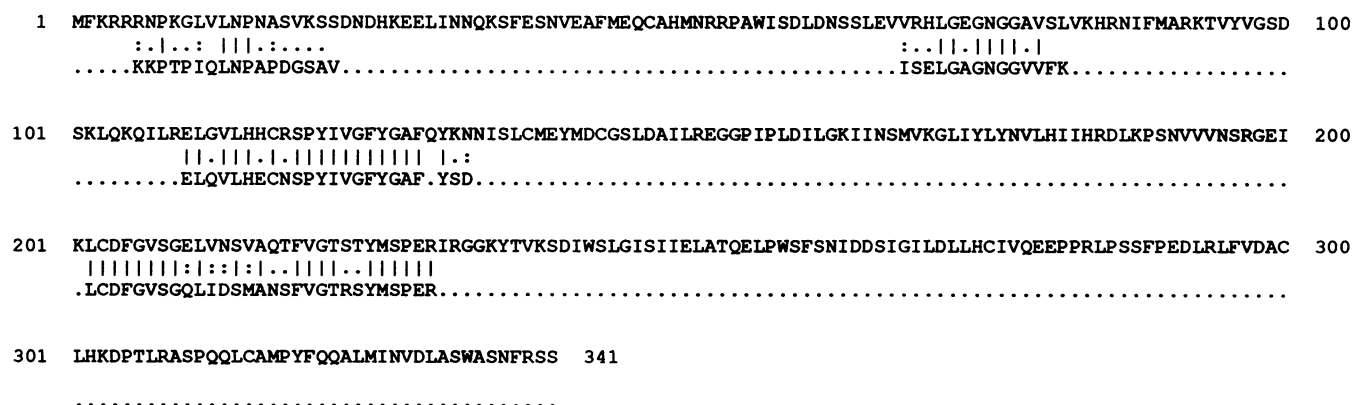 1 MFKRRRNPKGLVLNPNASVKSSDNDHKEELINNQKSFESNVEAFMEQCAHMNRRPAWISDLDNSSLEVVRHLGEGNGGAVSLVKHRNIFMARKTVYVGSD 100
:.|..: |||.:.... :..||.||||.|
.....KKPTPIQLNPAPDGSAV..............................................ISELGAGNGGVVFK..................
101 SKLQKQILRELGVLHHCRSPYIVGFYGAFQYKNNISLCMEYMDCGSLDAILREGGPIPLDILGKIINSMVKGLIYLYNVLHIIHRDLKPSNVVVNSRGEI 200
||.|||.|.||||||||||| |.:
.........ELQVLHECNSPYIVGFYGAF.YSD...................................................................
201 KLCDFGVSGELVNSVAQTFVGTSTYMSPERIRGGKYTVKSDIWSLGISIIELATQELPWSFSNIDDSIGILDLLHCIVQEEPPRLPSSFPEDLRLFVDAC 300
|||||||||:|::|:|..||||..||||||
.LCDFGVSGQLIDSMANSFVGTRSYMSPER......................................................................
301 LHKDPTLRASPQQLCAMPYFQQALMINVDLASWASNFRSS 341
........................................